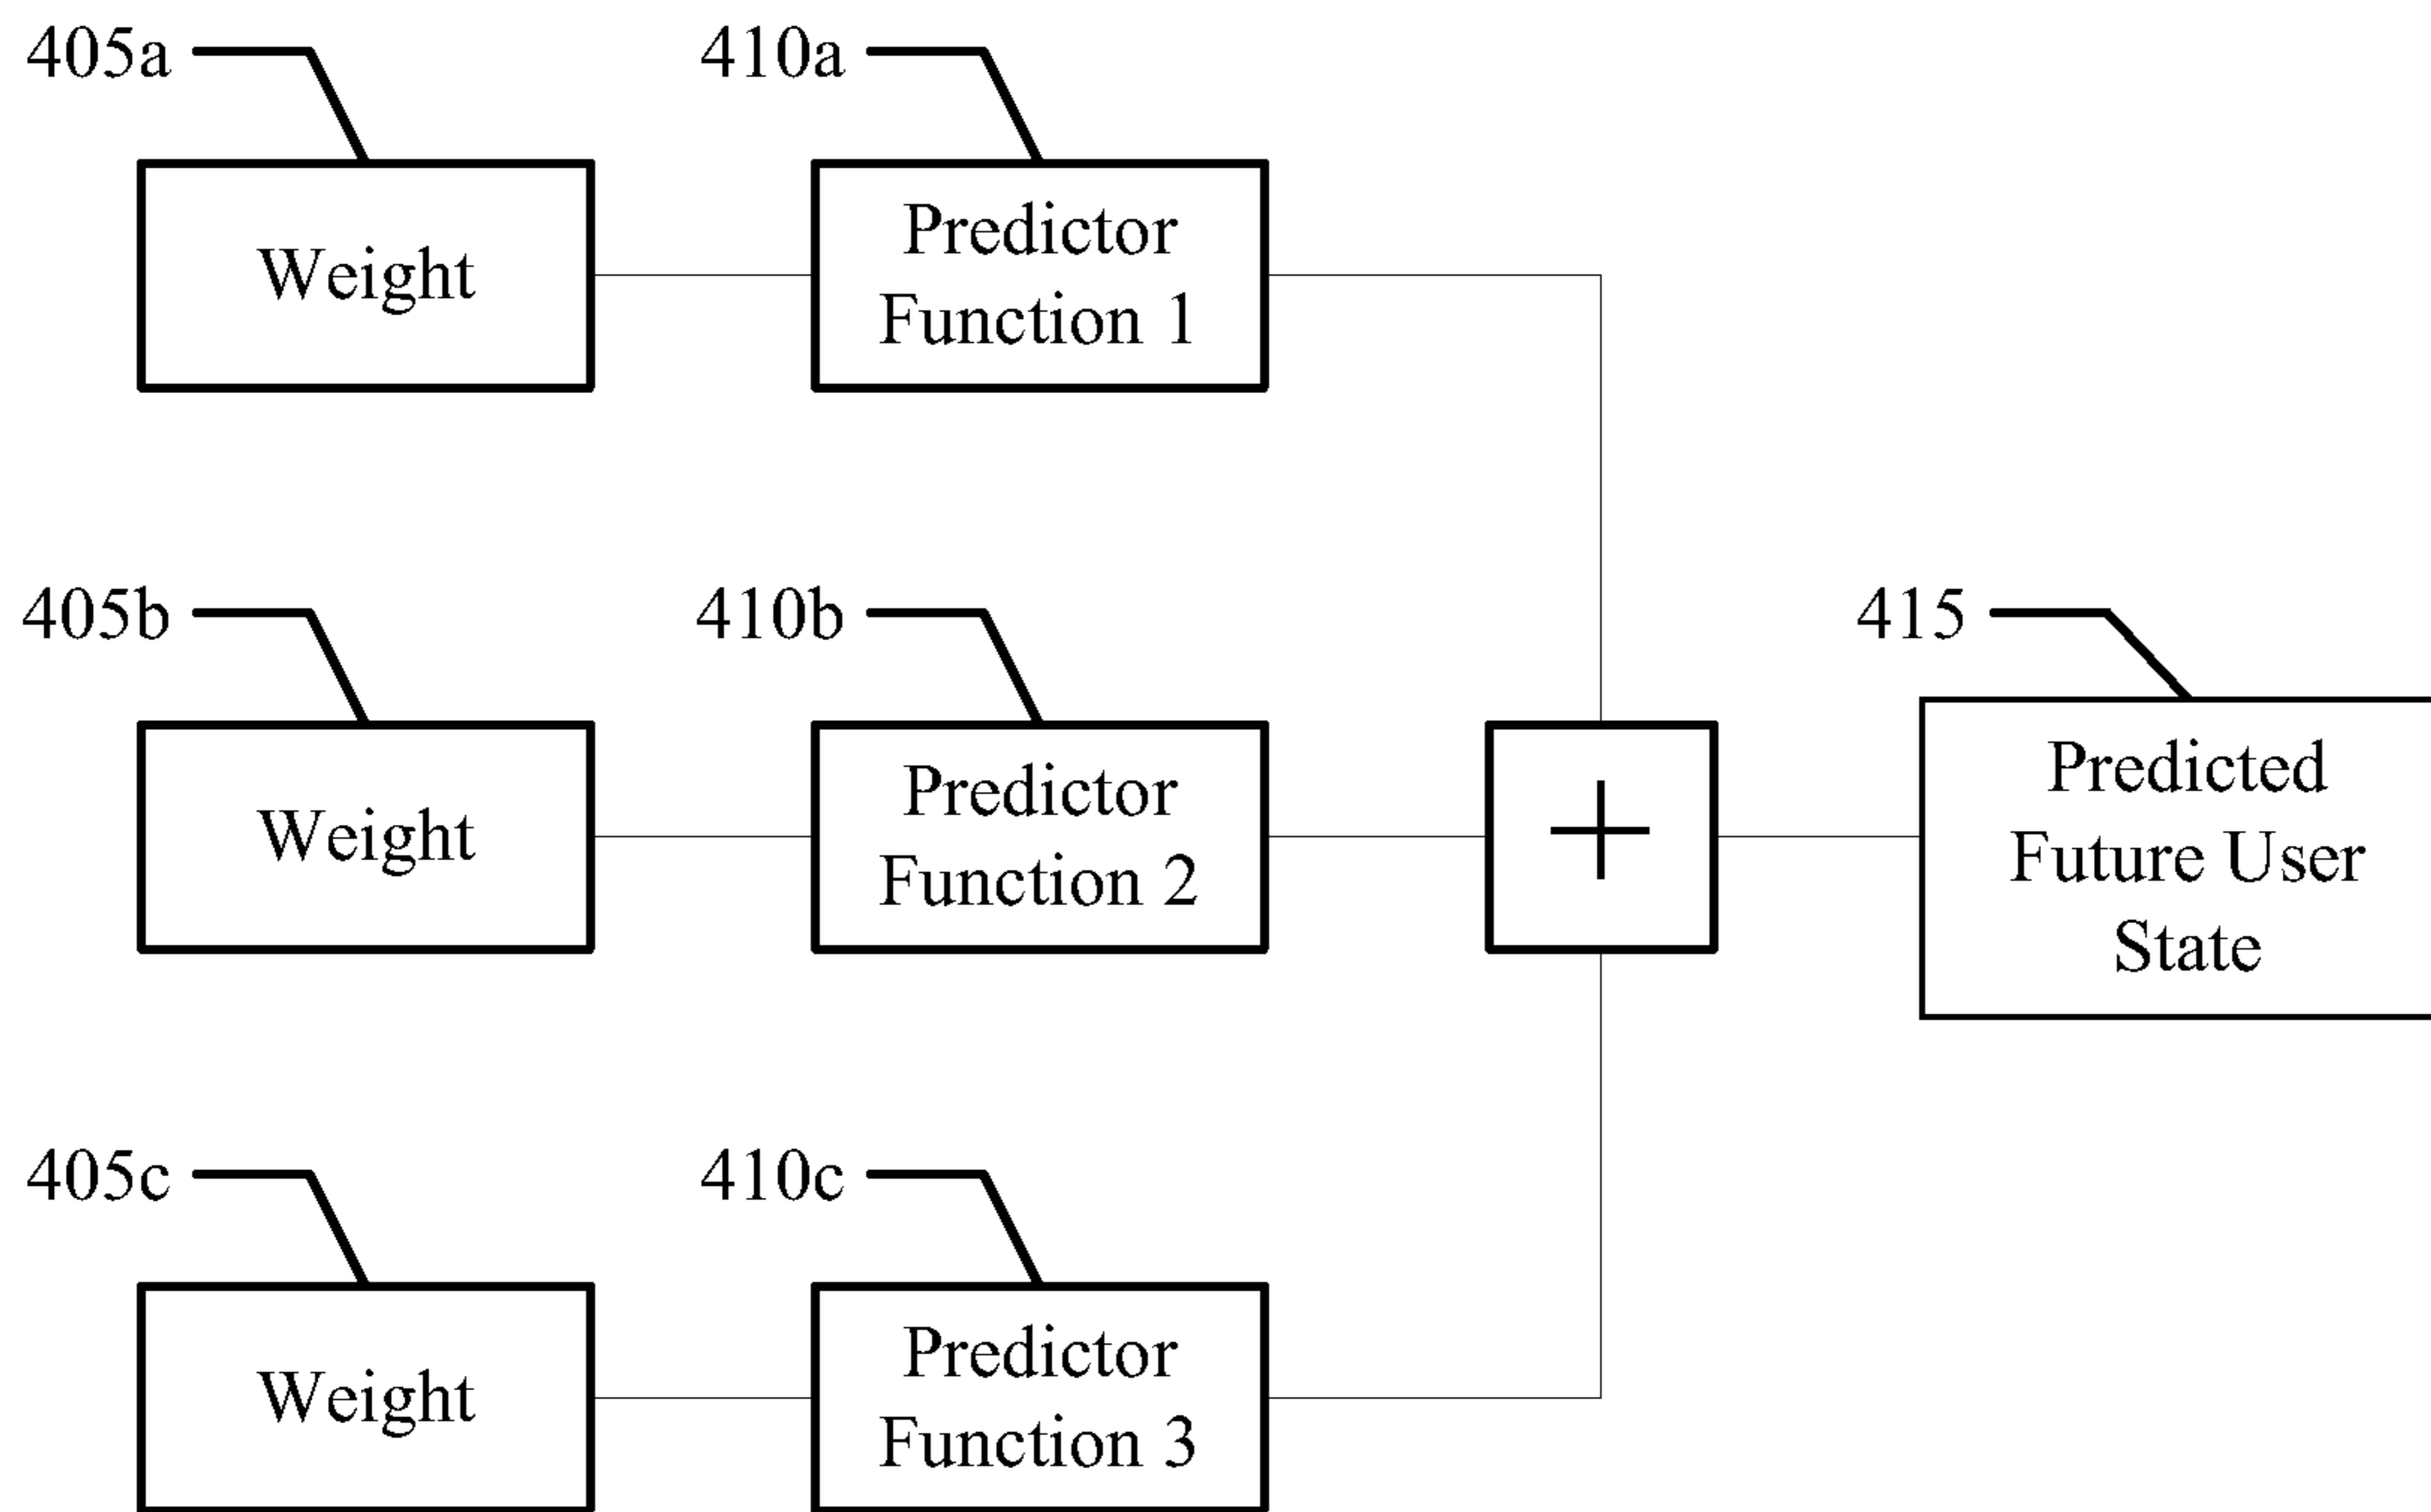 405a
410a
Weight
Predictor
Function 1
405b
410b
415
Weight
Predictor
Function 2
+
Predicted
Future User
State
405c
410c
Weight
Predictor
Function 3